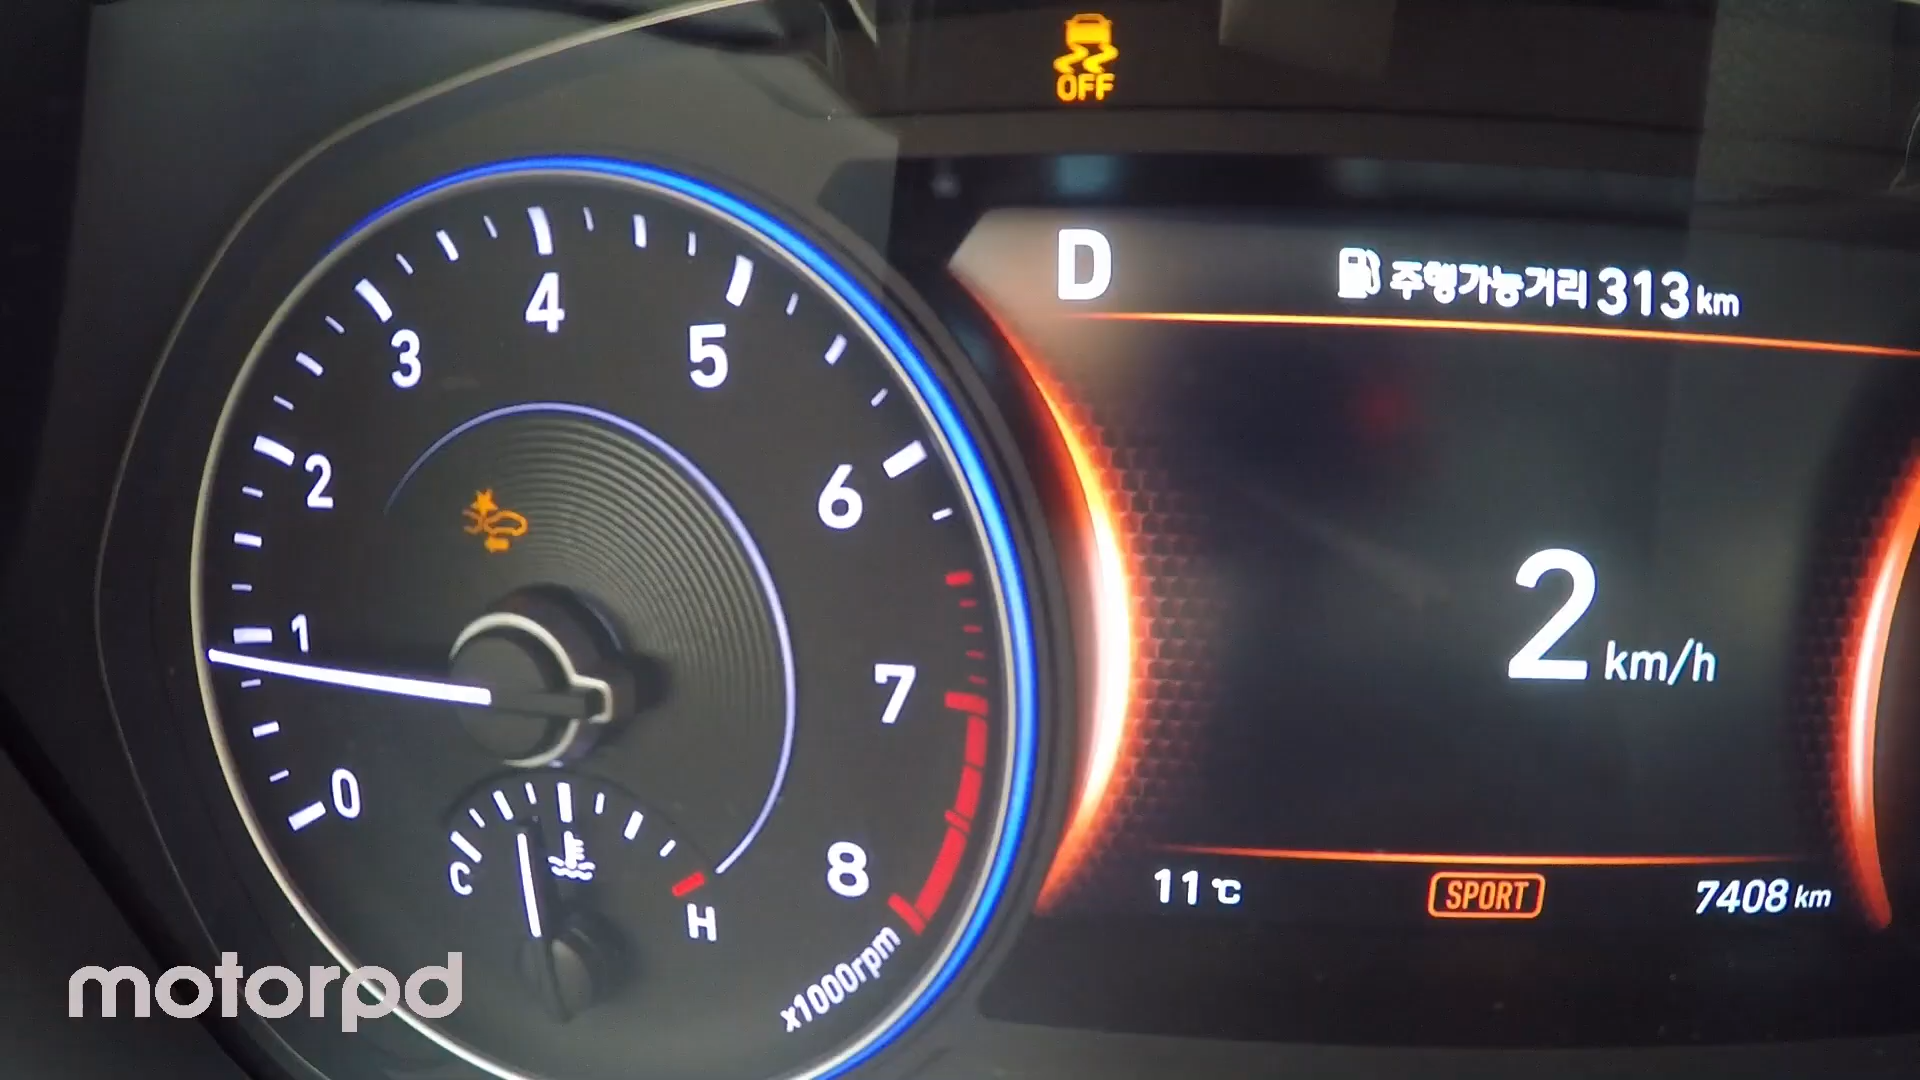 OFF
D
주행가능거리 313 km
4
3
5
2
6
1
7
0
8
2 km/h
C
H
x1000rpm
11 ℃
SPORT
7408 km
motorpd